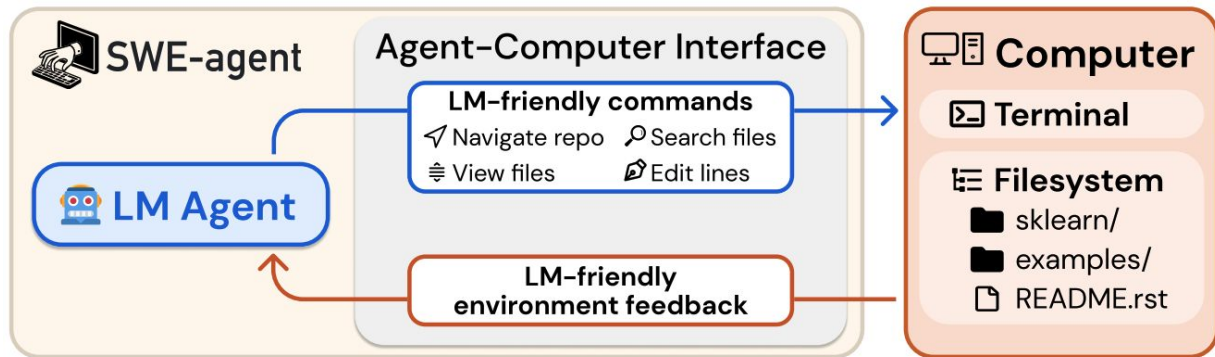 SWE-agent
Agent-Computer Interface
LM-friendly commands
Navigate repo
Search files
View files
Edit lines
LM Agent
LM-friendly
environment feedback
Computer
Terminal
Filesystem
sklearn/
examples/
README.rst